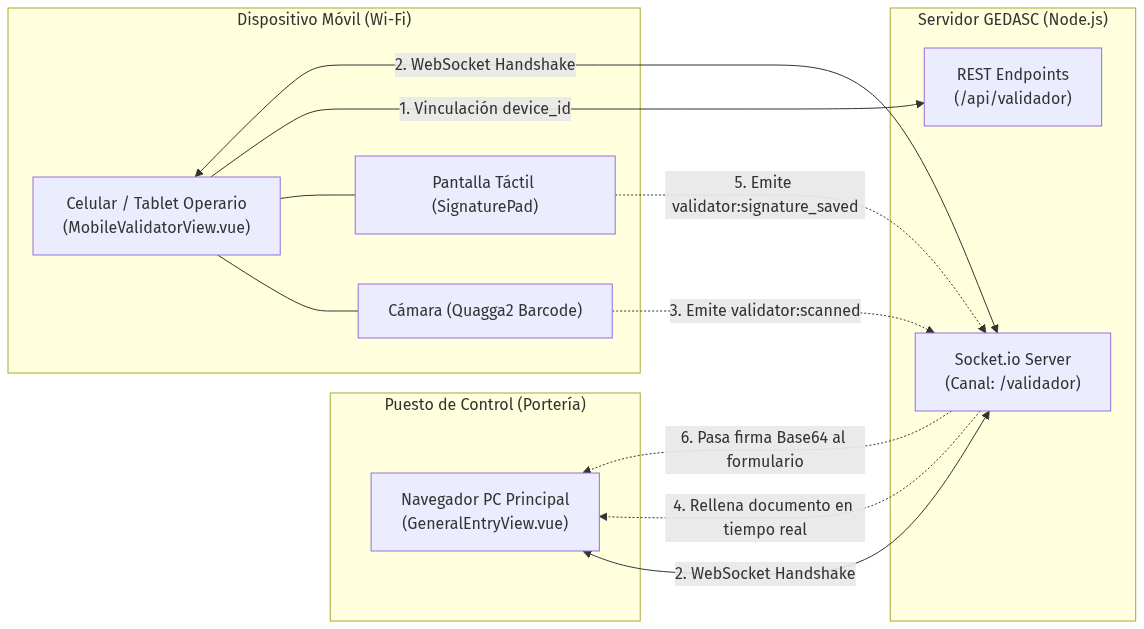 Dispositivo Móvil (Wi-Fi)
Servidor GEDASC (Node.js)
2. WebSocket Handshake
REST Endpoints
(/api/validador)
1. Vinculación device_id
Pantalla Táctil
(SignaturePad)
5. Emite
validator:signature_saved
Celular / Tablet Operario
(MobileValidatorView.vue)
Cámara (Quagga2 Barcode)
3. Emite validator:scanned
Socket.io Server
(Canal: /validador)
Puesto de Control (Portería)
6. Pasa firma Base64 al
formulario
Navegador PC Principal
(GeneralEntryView.vue)
4. Rellena documento en
tiempo real
2. WebSocket Handshake